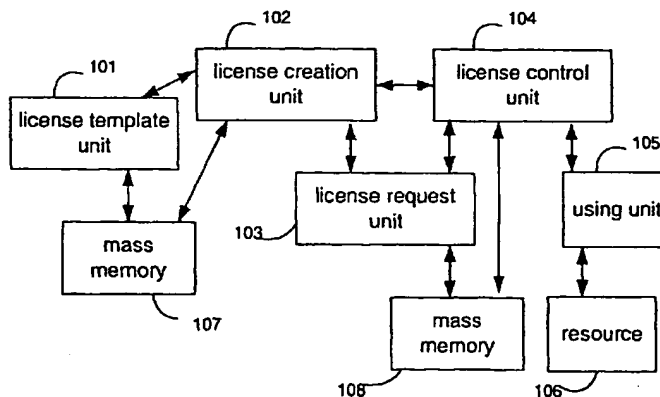 102
104
101
license creation
unit
license control
unit
license template
unit
105
license request
unit
using unit
103
mass
memory
107
mass
memory
resource
108
106